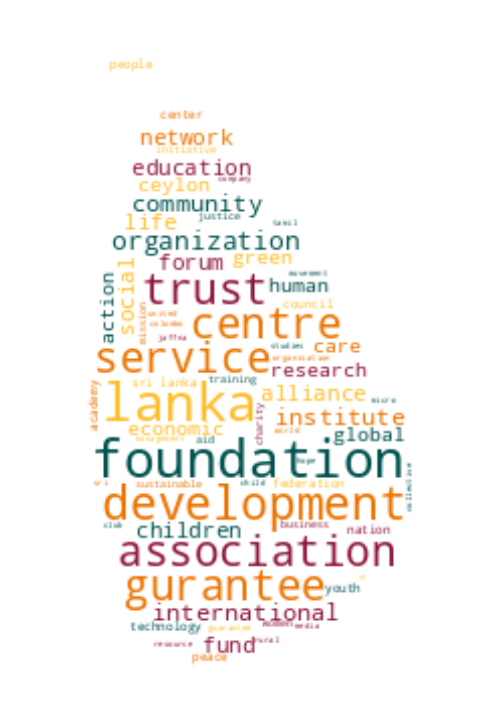 people
center
network
initiative
education
company
ceylon
community
life justice tamil
organization
forum green
movement
action social trust human
council
mission united centre
colombo
jaffna studies care
service organisation
research
academy sri lanka training
lanka alliance micro
charity institute
economic world global
management aid
foundation hope
sustainable child federation collective
development
club children business nation
association
gurantee youth
international
technology guarantee women media
resource fund rural
peace